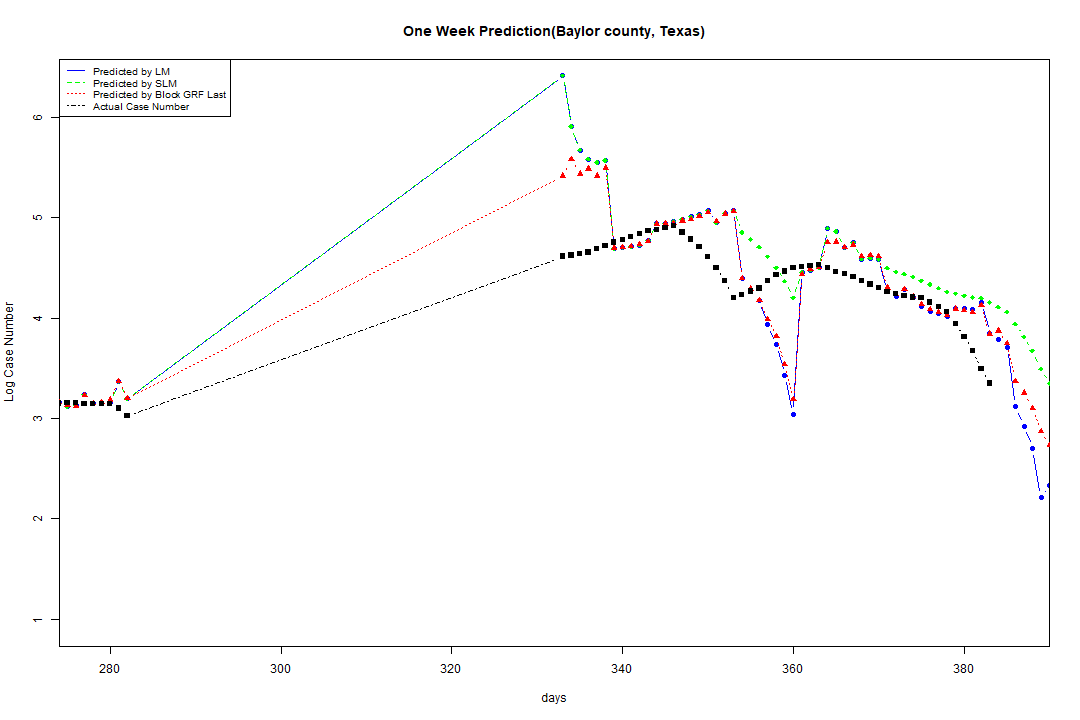 One Week Prediction(Baylor county, Texas)
Predicted by LM
Predicted by SLM
Predicted by Block GRF Last
Actual Case Number
Log Case Number
6
5
4
3
2
1
280 300 320 340 360 380
days